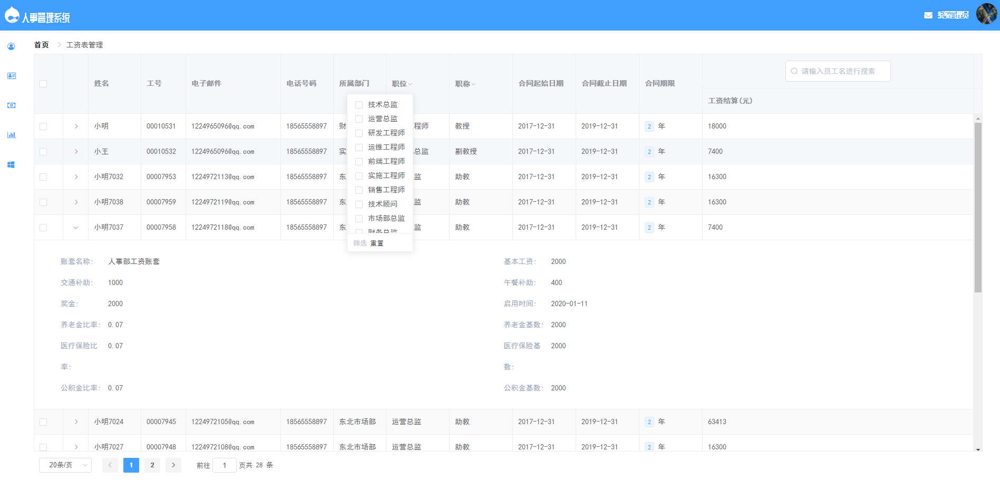 人事管理系统
系统管理员
首页 > 工资表管理
请输入员工名进行搜索
姓名 工号 电子邮件 电话号码 所属部门 职位 职称 合同起始日期 合同截止日期 合同期限
工资结算(元)
技术总监
运营总监
研发工程师
运维工程师
前端工程师
实施工程师
销售工程师
技术顾问
市场部总监
财务总监
筛选 重置
小明 00010531 1224965096@qq.com 18565558897 财 程师 教授 2017-12-31 2019-12-31 2 年 18000
小王 00010532 1224965096@qq.com 18565558897 实 总监 副教授 2017-12-31 2019-12-31 2 年 7400
小明7032 00007953 1224972113@qq.com 18565558897 东 监 助教 2017-12-31 2019-12-31 2 年 16300
小明7038 00007959 1224972119@qq.com 18565558897 东 监 助教 2017-12-31 2019-12-31 2 年 16300
小明7037 00007958 1224972118@qq.com 18565558897 东 监 助教 2017-12-31 2019-12-31 2 年 7400
账套名称: 人事部工资账套 基本工资: 2000
交通补助: 1000 午餐补助: 400
奖金: 2000 启用时间: 2020-01-11
养老金比率: 0.07 养老金基数: 2000
医疗保险比 0.07 医疗保险基 2000
率: 数:
公积金比率: 0.07 公积金基数: 2000
小明7024 00007945 1224972105@qq.com 18565558897 东北市场部 运营总监 助教 2017-12-31 2019-12-31 2 年 63413
小明7027 00007948 1224972108@qq.com 18565558897 东北市场部 运营总监 助教 2017-12-31 2019-12-31 2 年 16300
20条/页 1 2 前往 1 页共 28 条